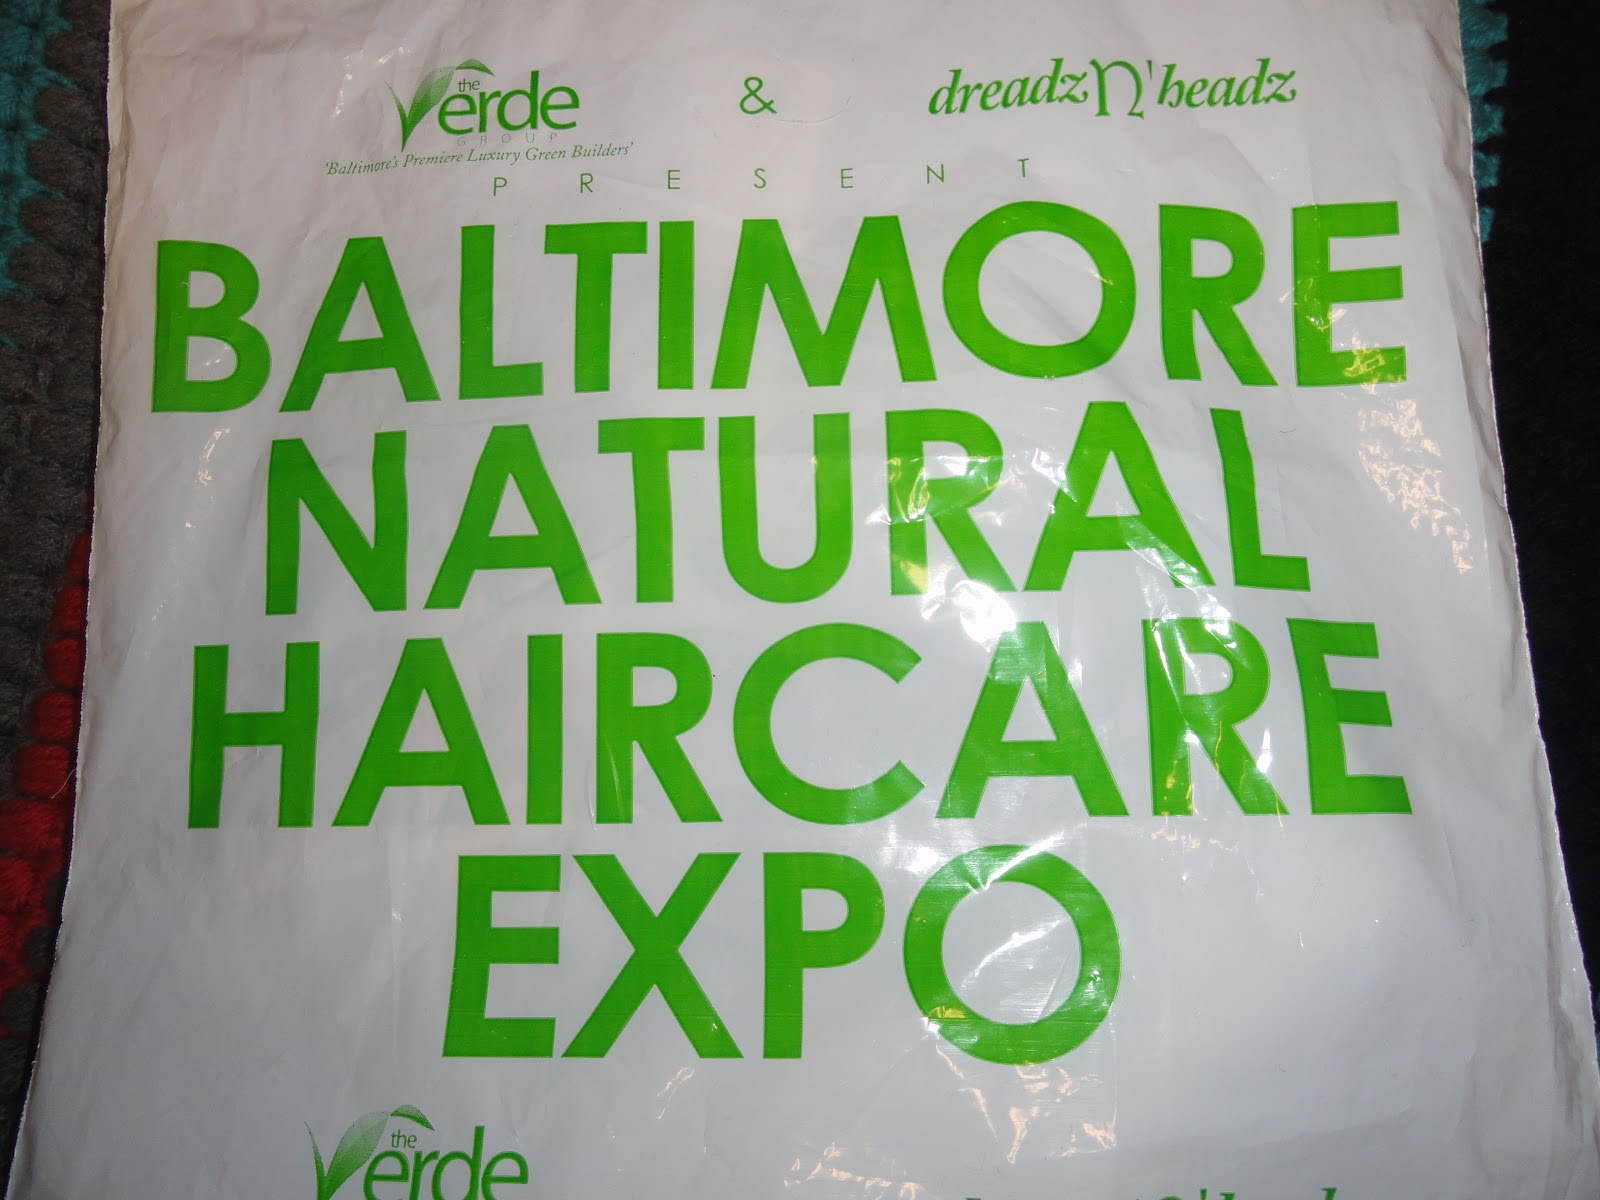 the Verde & dreadz N' headz
GROUP
'Baltimore's Premiere Luxury Green Builders'
PRESENT
BALTIMORE
NATURAL
HAIRCARE
EXPO
the Verde